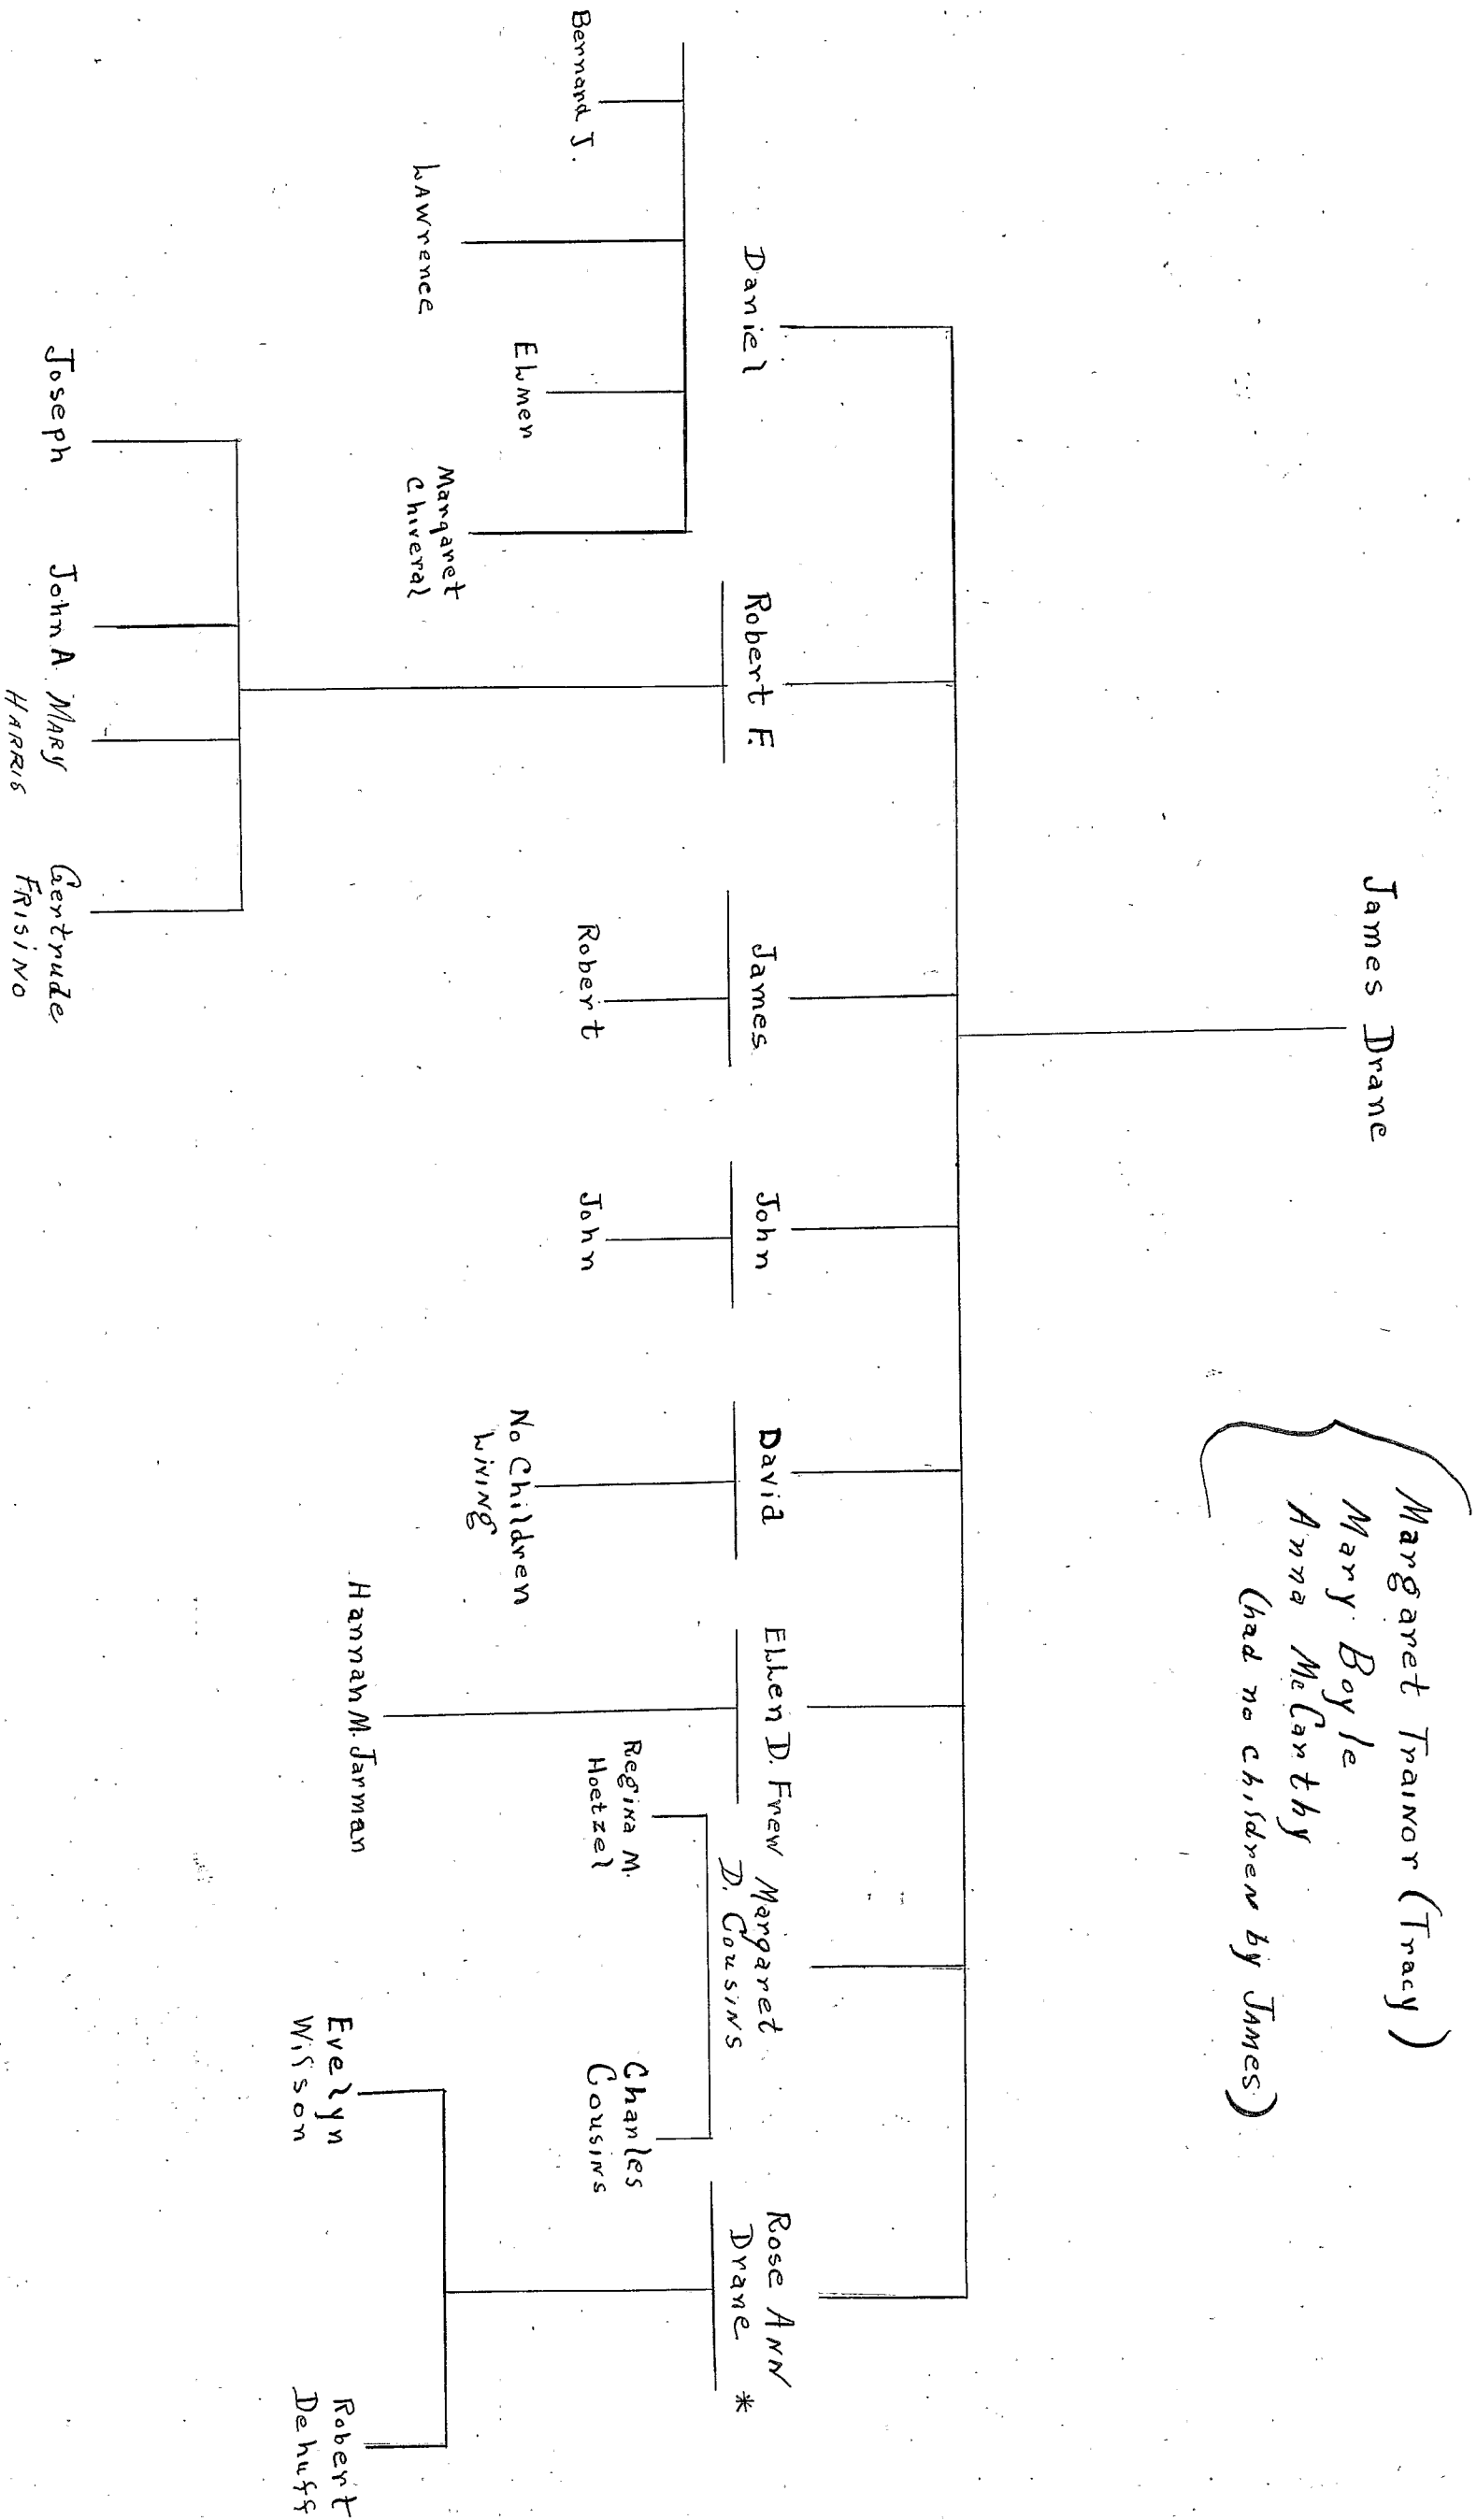 James Drane
Margaret Trainor (Tracy)
Mary Boyle
Anna McCarthy
(had no children by James)
Daniel
Robert F.
James
John
David
Ellen D. Frew
Margaret
D. Cousins
Rose Ann
Drane *
Bernard J.
Lawrence
Elmer
Margaret
Chiveral
Joseph
John A.
Mary
Harris
Gertrude
Frisino
Robert
John
No Children
Living
Hannah M. Jarman
Regina M.
Hoetzel
Charles
Cousins
Evelyn
Wilson
Robert
Dehuff